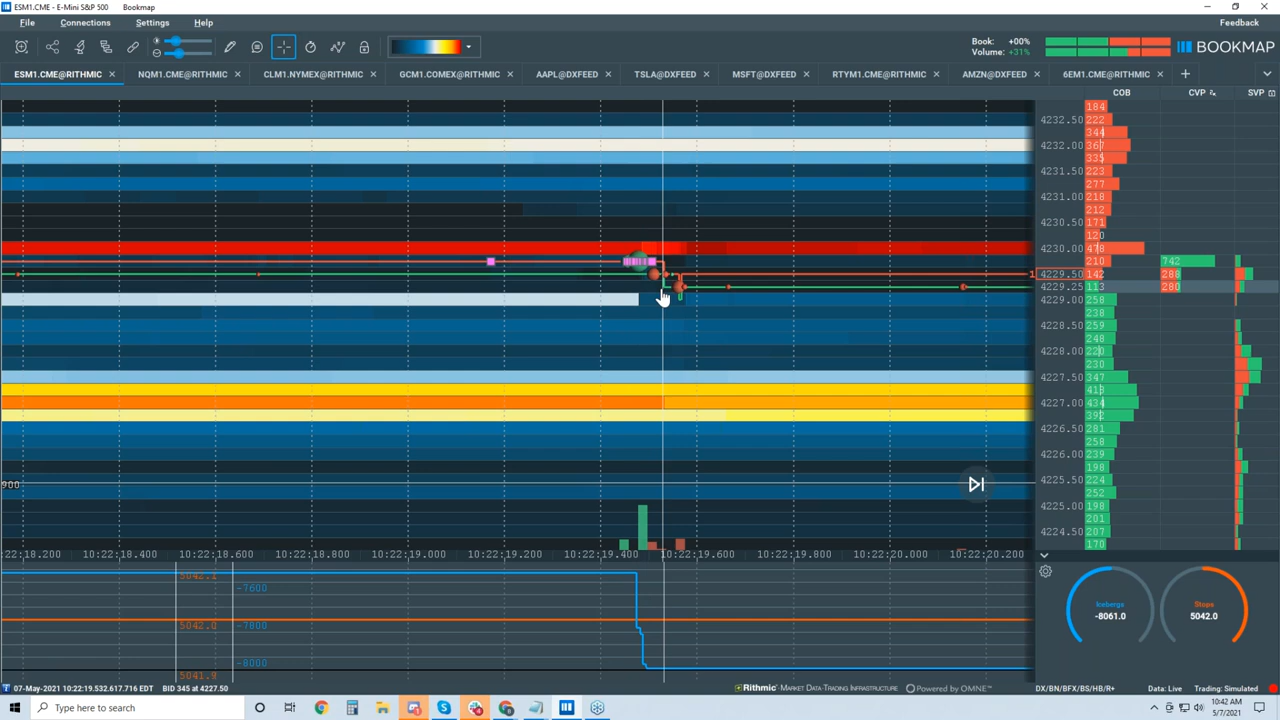 ESM1.CME - E-Mini S&P 500 Bookmap
File Connections Settings Help Feedback
Book: +00%
Volume: +31%
BOOKMAP
ESM1.CME@RITHMIC NQM1.CME@RITHMIC CLM1.NYMEX@RITHMIC GCM1.COMEX@RITHMIC AAPL@DXFEED TSLA@DXFEED MSFT@DXFEED RTYM1.CME@RITHMIC AMZN@DXFEED 6EM1.CME@RITHMIC
COB CVP SVP
184
4232.50 222
344
4232.00 367
335
4231.50 223
277
4231.00 218
212
4230.50 171
120
4230.00 478
210 742
4229.50 142 288
4229.25 113 280
4229.00 258
238
4228.50 259
248
4228.00 220
230
4227.50 347
413
4227.00 434
392
4226.50 281
258
4226.00 239
198
4225.50 224
252
4225.00 198
201
4224.50 207
170
900
:22:18.200 10:22:18.400 10:22:18.600 10:22:18.800 10:22:19.000 10:22:19.200 10:22:19.400 10:22:19.600 10:22:19.800 10:22:20.000 10:22:20.200
5042.1 -7600
5042.0 -7800
5041.9 -8000
Icebergs
-8061.0
Stops
5042.0
07-May-2021 10:22:19.532.617.716 EDT BID 345 at 4227.50
Rithmic - Market Data - Trading Infrastructure Powered by OMNE™
DX/BN/BFX/BS/HB/R+ Data: Live Trading: Simulated
Type here to search
10:42 AM
5/7/2021